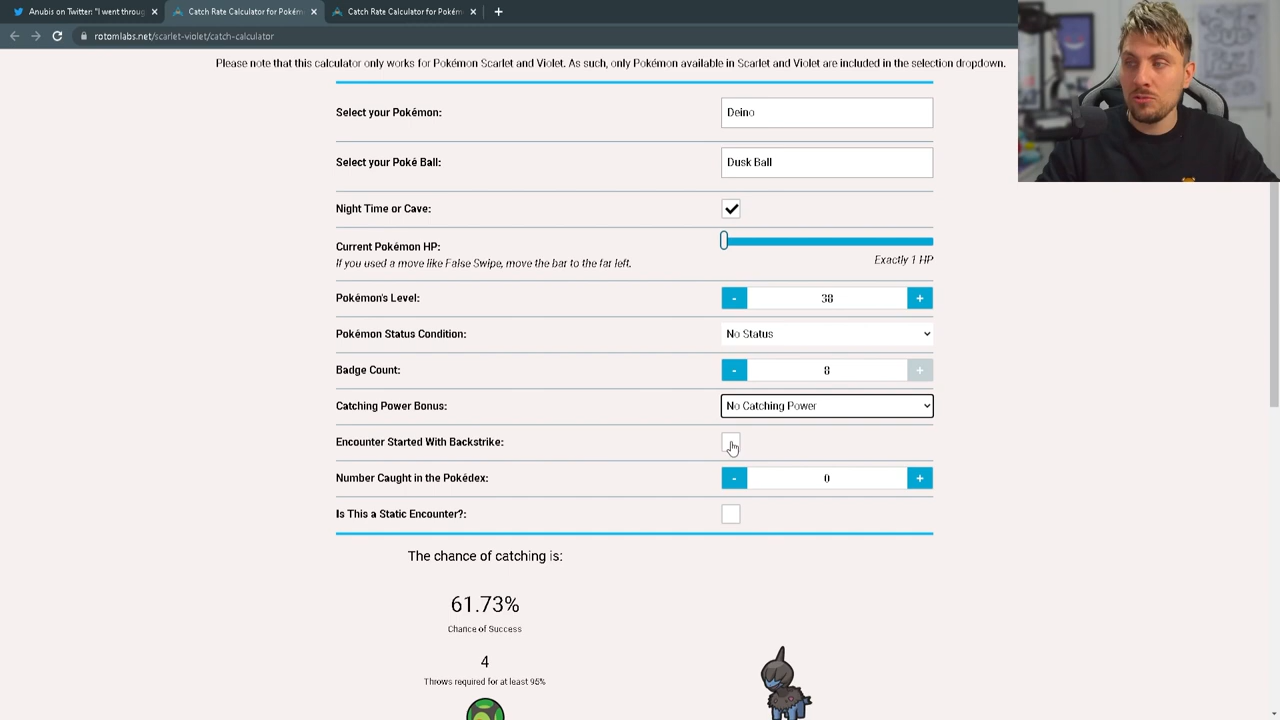 Anubis on Twitter: "I went throug
Catch Rate Calculator for Pokém
Catch Rate Calculator for Pokém
rotomlabs.net/scarlet-violet/catch-calculator
Please note that this calculator only works for Pokémon Scarlet and Violet. As such, only Pokémon available in Scarlet and Violet are included in the selection dropdown.
Select your Pokémon: Deino
Select your Poké Ball: Dusk Ball
Night Time or Cave:
Current Pokémon HP:
If you used a move like False Swipe, move the bar to the far left.
Exactly 1 HP
Pokémon's Level: - 38 +
Pokémon Status Condition: No Status
Badge Count: - 8 +
Catching Power Bonus: No Catching Power
Encounter Started With Backstrike:
Number Caught in the Pokédex: - 0 +
Is This a Static Encounter?:
The chance of catching is:
61.73%
Chance of Success
4
Throws required for at least 95%